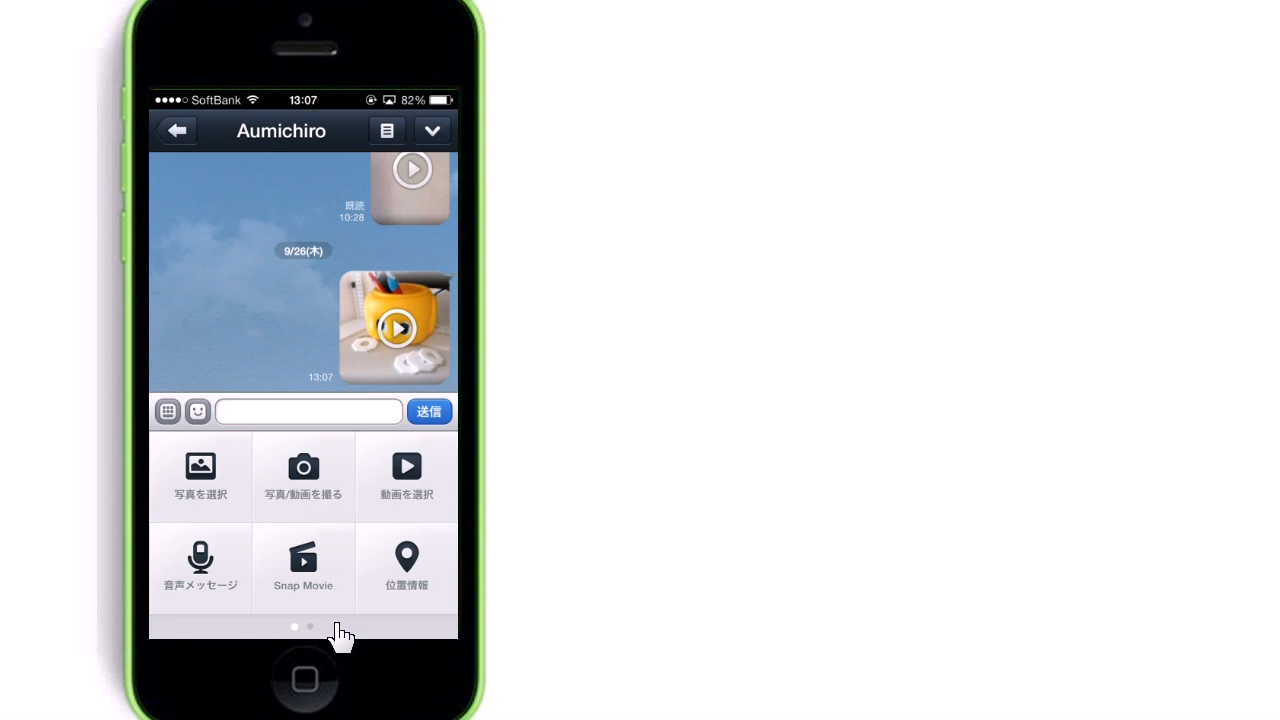 SoftBank 13:07 82%
Aumichiro
既読
10:28
9/26(木)
13:07
送信
写真を選択 写真/動画を撮る 動画を選択
音声メッセージ Snap Movie 位置情報